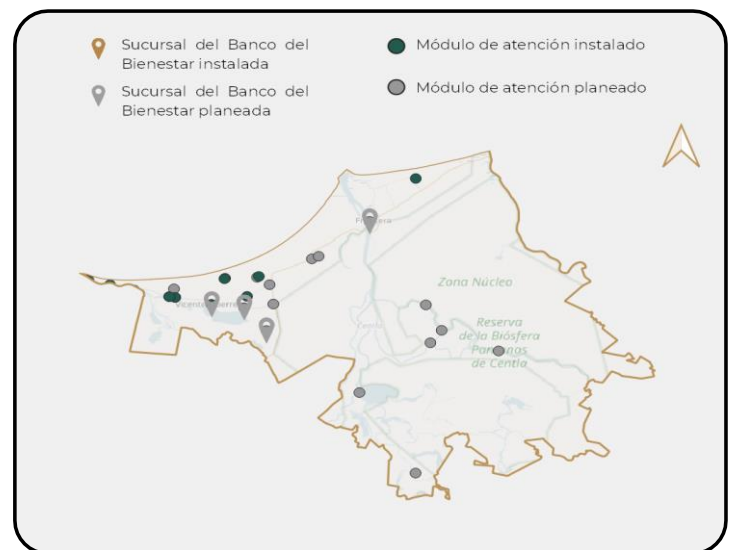 Sucursal del Banco del
Bienestar instalada
Sucursal del Banco del
Bienestar planeada
Módulo de atención instalado
Módulo de atención planeado
Zona Núcleo
Reserva
de la Biósfera
Pantanos
de Centla
Centla